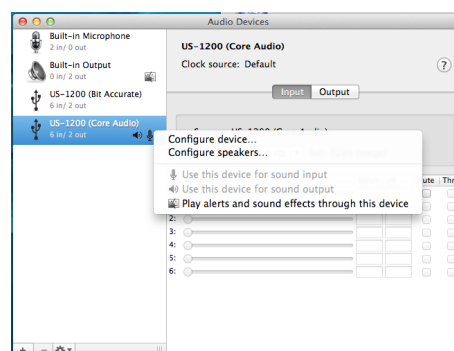 Audio Devices
Built-in Microphone
2 in/ 0 out
Built-in Output
0 in/ 2 out
US-1200 (Bit Accurate)
6 in/ 2 out
US-1200 (Core Audio)
6 in/ 2 out
US-1200 (Core Audio)
Clock source: Default
?
Input
Output
Configure device...
Configure speakers...
Use this device for sound input
Use this device for sound output
Play alerts and sound effects through this device
ute
Thr
2:
3:
4:
5:
6: